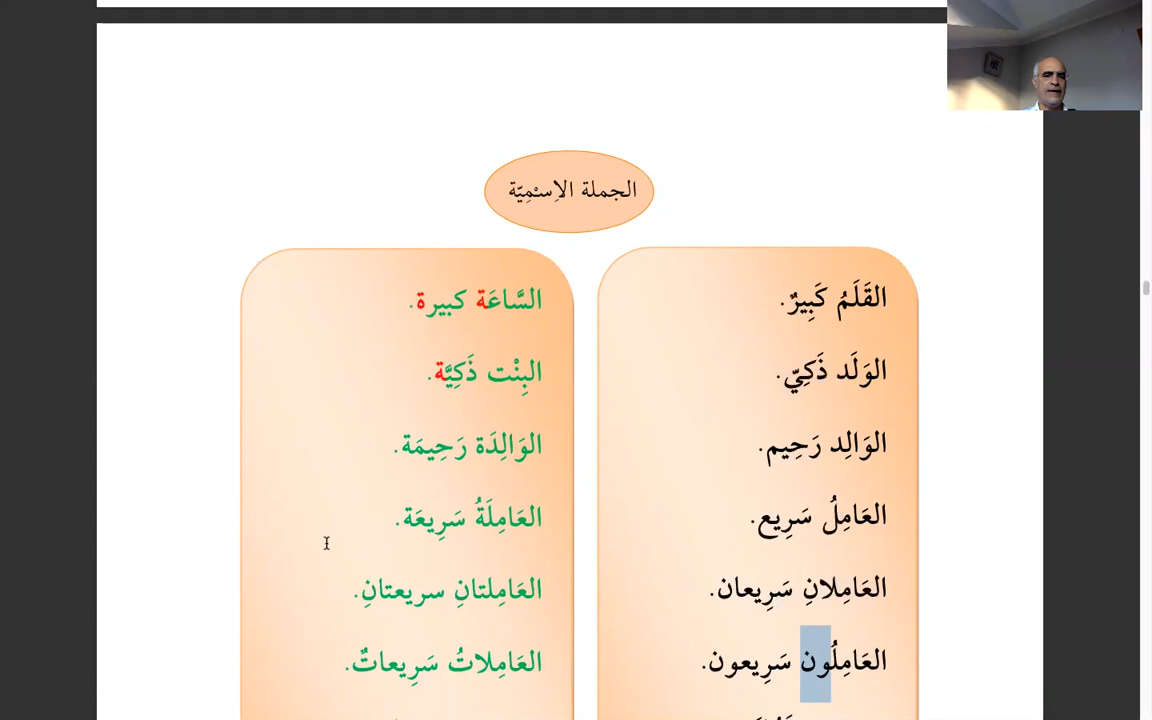 الجملة الاِسْمِيّة
القَلَمُ كَبِيرٌ.
الوَلَد ذَكِيّ.
الوَالِد رَحِيم.
العَامِلُ سَرِيع.
العَامِلانِ سَرِيعان.
العَامِلُون سَرِيعون.
السَّاعَة كبيرة.
البِنْت ذَكِيَّة.
الوَالِدَة رَحِيمَة.
العَامِلَةُ سَرِيعَة.
العَامِلتانِ سريعتانِ.
العَامِلاتُ سَرِيعاتٌ.